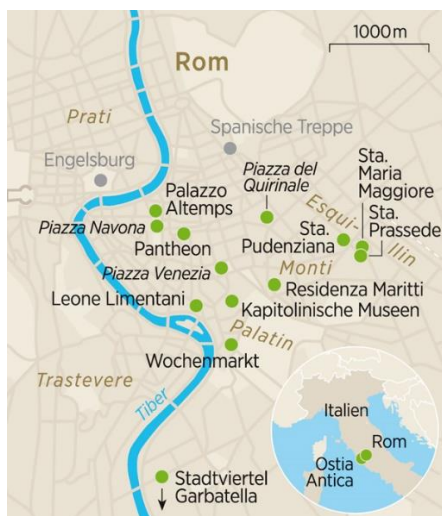 1000 m
Rom
Prati
Spanische Treppe
Engelsburg
Piazza del
Quirinale
Sta.
Maria
Maggiore
Palazzo
Altemps
Esqui-
llin
Sta.
Prassede
Piazza Navona
Sta.
Pudenziana
Pantheon
Piazza Venezia
Monti
Leone Limentani
Residenza Maritti
Kapitolinische Museen
Palatin
Wochenmarkt
Trastevere
Tiber
Italien
Rom
Ostia
Antica
Stadtviertel
Garbatella